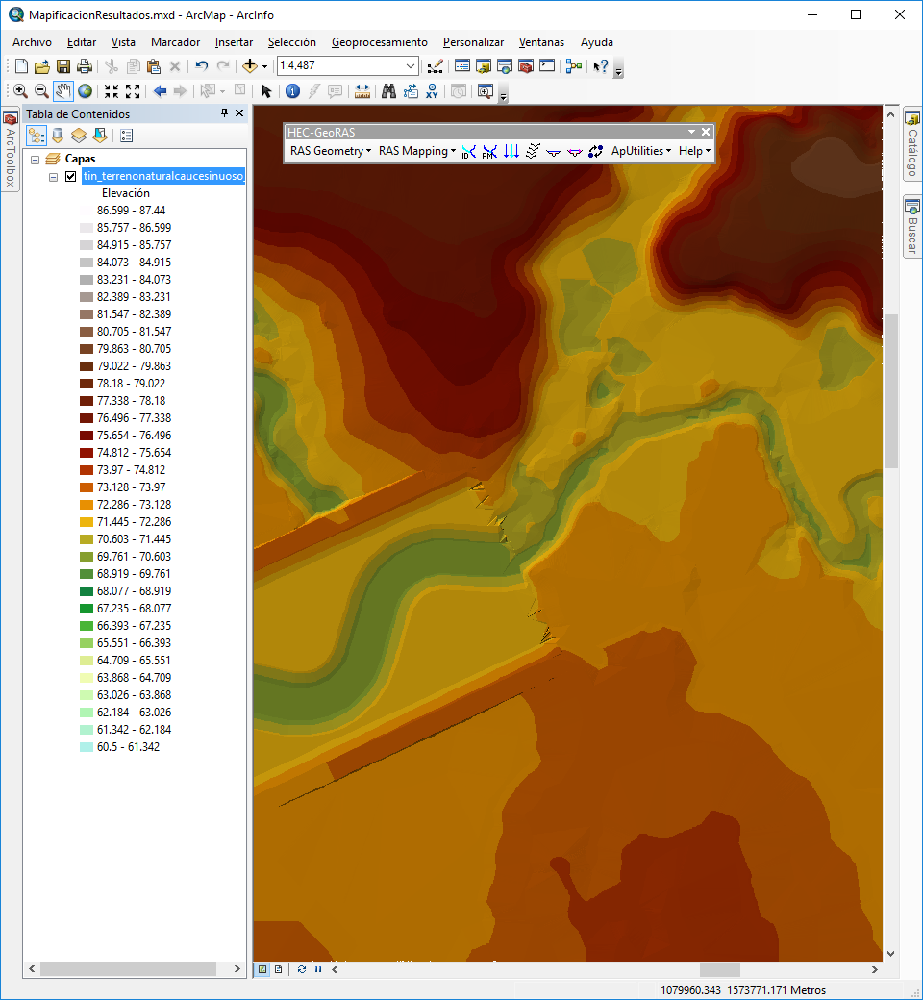 MapificacionResultados.mxd - ArcMap - ArcInfo
Archivo Editar Vista Marcador Insertar Selección Geoprocesamiento Personalizar Ventanas Ayuda
1:4,487
XY
Tabla de Contenidos
ArcToolbox
Capas
tin_terrenonaturalcaucesinuoso_
Elevación
86.599 - 87.44
85.757 - 86.599
84.915 - 85.757
84.073 - 84.915
83.231 - 84.073
82.389 - 83.231
81.547 - 82.389
80.705 - 81.547
79.863 - 80.705
79.022 - 79.863
78.18 - 79.022
77.338 - 78.18
76.496 - 77.338
75.654 - 76.496
74.812 - 75.654
73.97 - 74.812
73.128 - 73.97
72.286 - 73.128
71.445 - 72.286
70.603 - 71.445
69.761 - 70.603
68.919 - 69.761
68.077 - 68.919
67.235 - 68.077
66.393 - 67.235
65.551 - 66.393
64.709 - 65.551
63.868 - 64.709
63.026 - 63.868
62.184 - 63.026
61.342 - 62.184
60.5 - 61.342
HEC-GeoRAS
RAS Geometry RAS Mapping ID RRN ApUtilities Help
Catálogo
Buscar
1079960.343 1573771.171 Metros